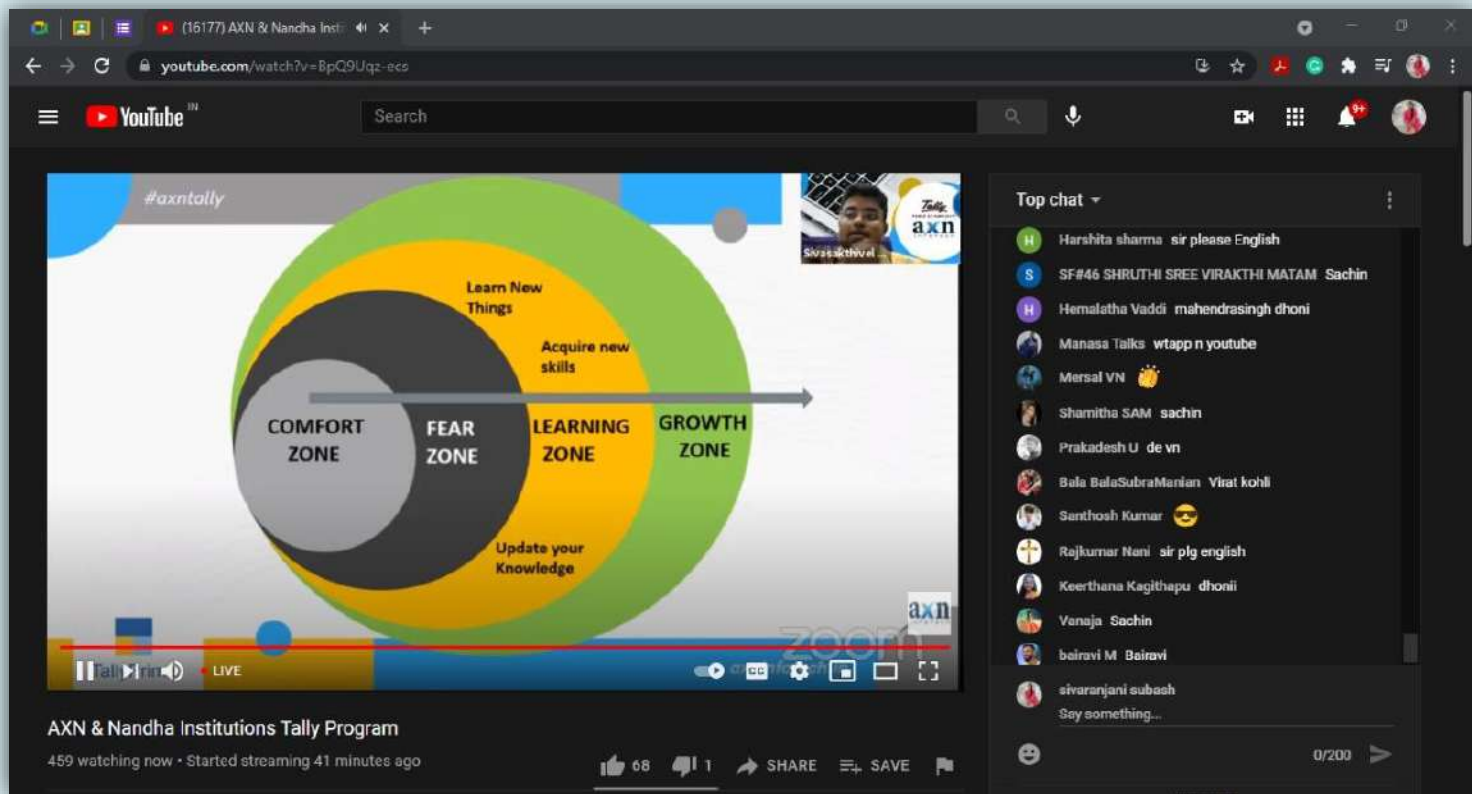 (16177) AXN & Nandha Insti
youtube.com/watch?v=BpQ9Uqz-ecs
YouTube IN
Search
9+
#axntally
Tally
axn
Sivasakthivel ...
Learn New
Things
Acquire new
skills
COMFORT
ZONE
FEAR
ZONE
LEARNING
ZONE
GROWTH
ZONE
Update your
Knowledge
axn
zoom
LIVE
CC
AXN & Nandha Institutions Tally Program
459 watching now • Started streaming 41 minutes ago
68
1
SHARE
SAVE
Top chat
H Harshita sharma sir please English
S SF#46 SHRUTHI SREE VIRAKTHI MATAM Sachin
H Hemalatha Vaddi mahendrasingh dhoni
Manasa Talks wtapp n youtube
Mersal VN 👏
Shamitha SAM sachin
Prakadesh U de vn
Bala BalaSubraManian Virat kohli
Santhosh Kumar 😎
Rajkumar Nani sir plg english
Keerthana Kagithapu dhonii
Vanaja Sachin
bairavi M Bairavi
sivaranjani subash
Say something...
0/200